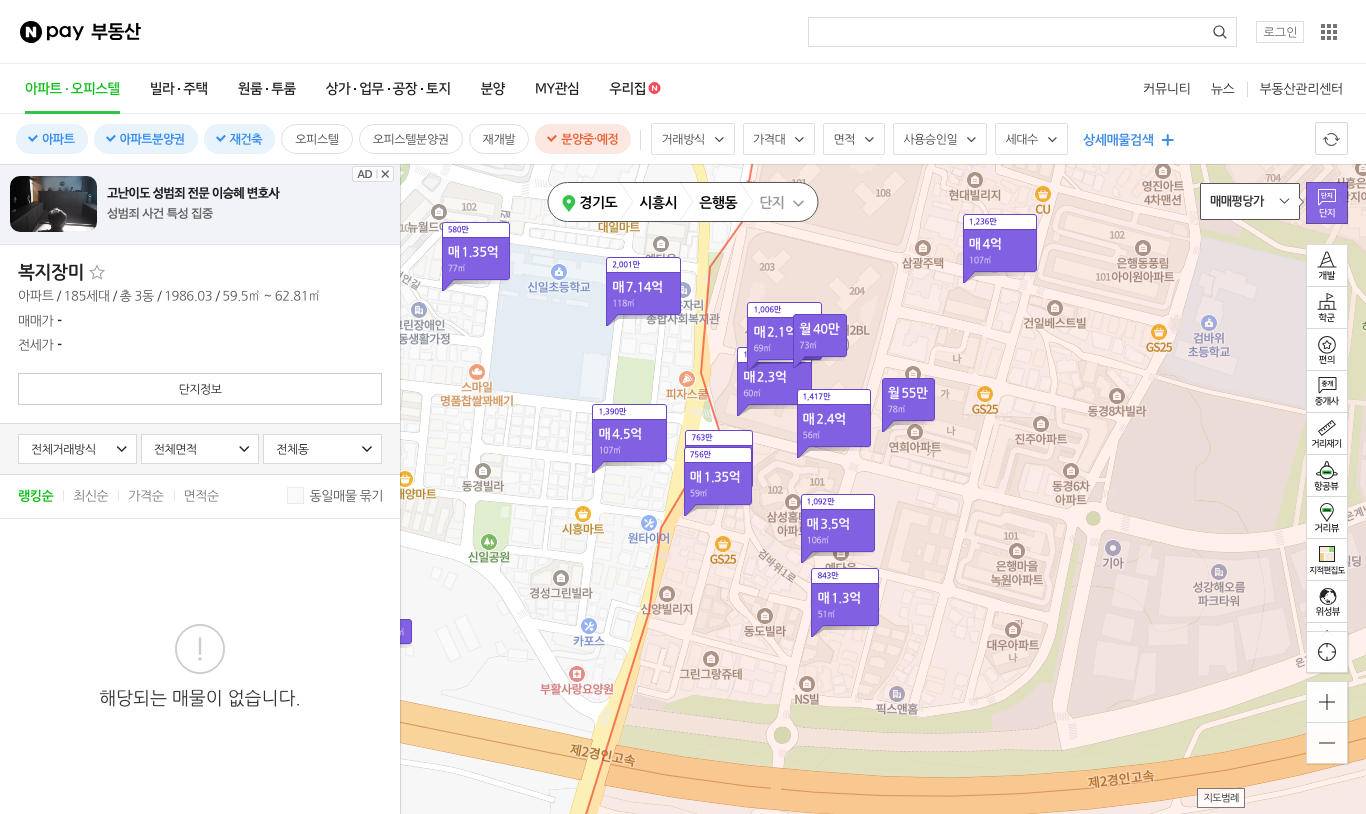 N pay 부동산
로그인
아파트·오피스텔 빌라·주택 원룸·투룸 상가·업무·공장·토지 분양 MY관심 우리집 N 커뮤니티 뉴스 부동산관리센터
아파트 아파트분양권 재건축 오피스텔 오피스텔분양권 재개발 분양중·예정 거래방식 가격대 면적 사용승인일 세대수 상세매물검색
AD
고난이도 성범죄 전문 이승혜 변호사
성범죄 사건 특성 집중
복지장미
아파트 / 185세대 / 총 3동 / 1986.03 / 59.5㎡ ~ 62.81㎡
매매가 -
전세가 -
단지정보
전체거래방식 전체면적 전체동
랭킹순 최신순 가격순 면적순 동일매물 묶기
!
해당되는 매물이 없습니다.
경기도 시흥시 은행동 단지
매매평당가
단지
단지
개발
학군
편의
중개
중개사
거리재기
항공뷰
거리뷰
지적편집도
위성뷰
지도범례
580만
매1.35억
77㎡
2,001만
매7.14억
118㎡
1,236만
매4억
107㎡
1,006만
69㎡
월40만
73㎡
매2.3억
60㎡
1,417만
매2.4억
56㎡
월55만
78㎡
1,390만
매4.5억
107㎡
763만
756만
매1.35억
59㎡
1,092만
매3.5억
106㎡
843만
매1.3억
51㎡
102
대일마트
신일초등학교
종합사회복지관
스마일
명품찹쌀꽈배기
피자스쿨
동경빌라
시흥마트
원타이어
신일공원
경성그린빌라
카포스
부활사랑요양원
신양빌리지
GS25
그린그랑쥬테
동도빌라
NS빌
픽스앤홈
대우아파트
나
은행마을
녹원아파트
101
기아
성강해오름
파크타워
동경6차
아파트
진주아파트
동경8차빌라
연희아파트
나
GS25
나
건일베스트빌
GS25
검바위
초등학교
은행동풍림
아이원아파트
101
102
삼광주택
현대빌리지
CU
영진아트
4차맨션
704
108
203
204
102
101
검바위1로
제2경인고속
제2경인고속